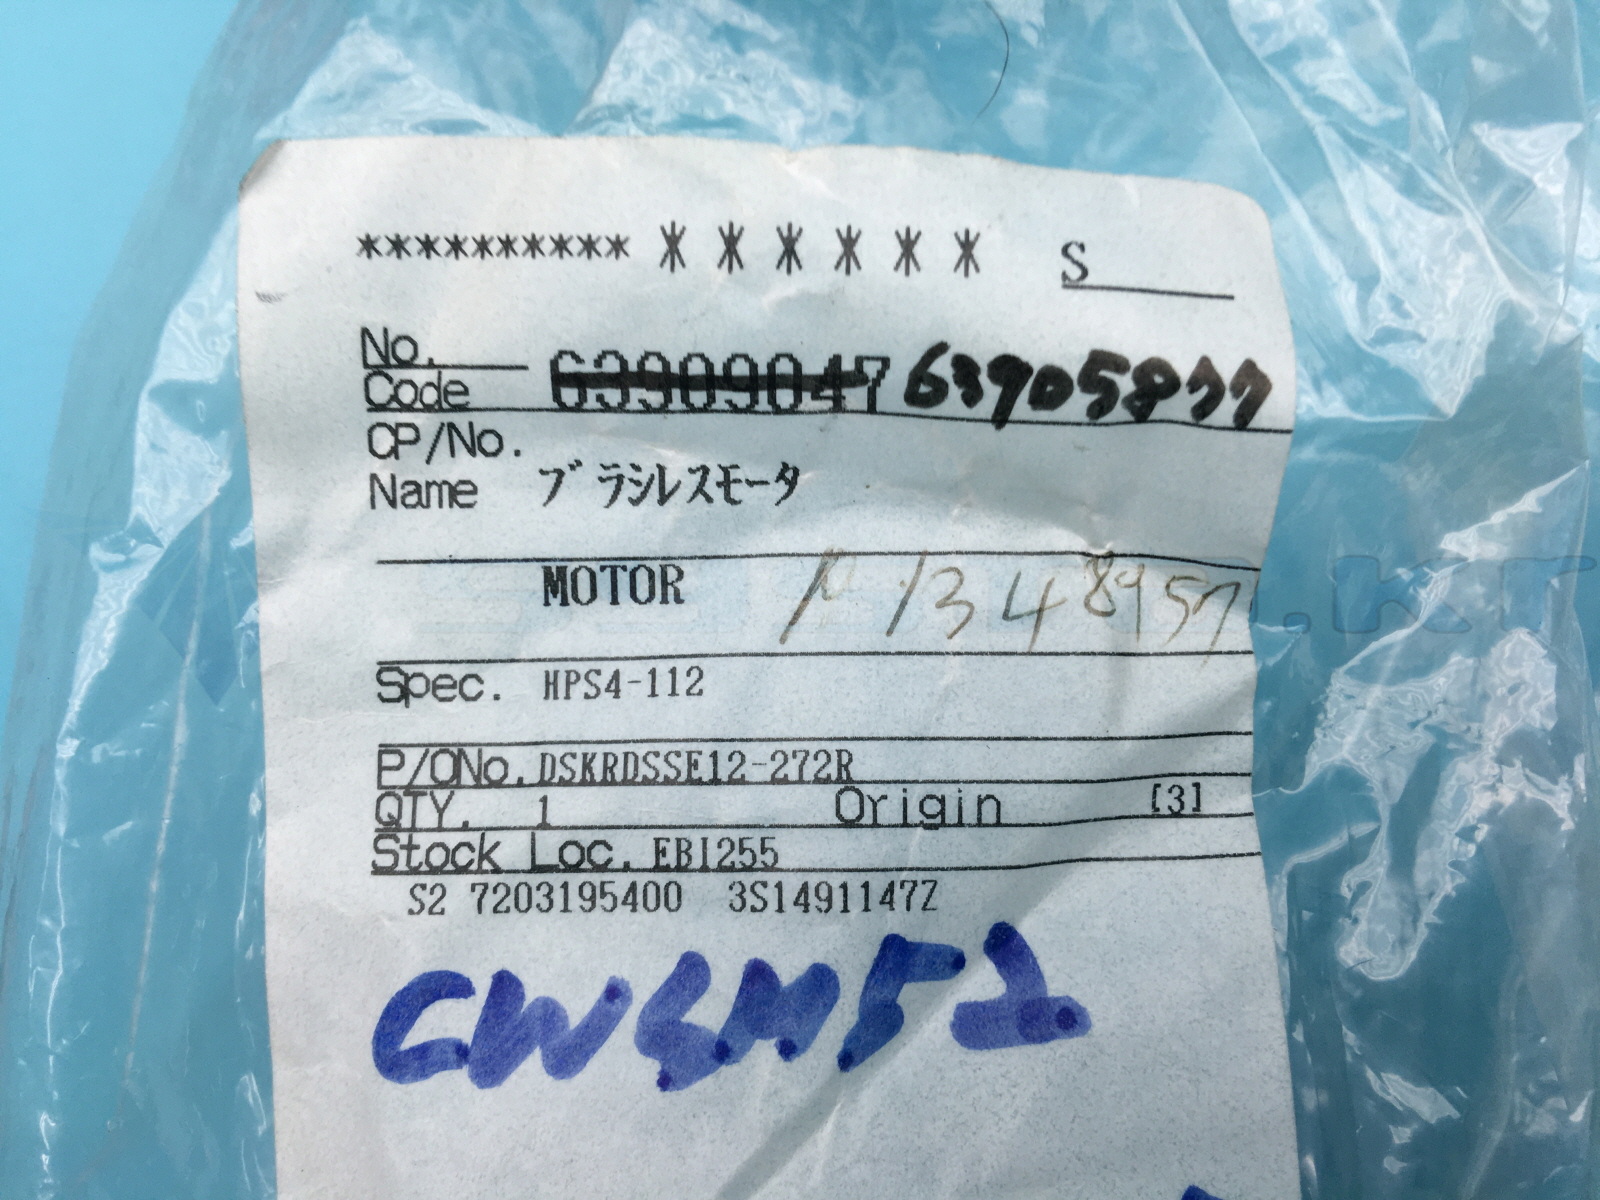 ********** * * * * * * S
No.
Code 63909047 63905877
CP/No.
Name ブラシレスモータ
MOTOR 1348957
Spec. HPS4-112
P/ONo. DSKRDSSE12-272R
QTY. 1 Origin [3]
Stock Loc. EB1255
S2 7203195400 3S1491147Z